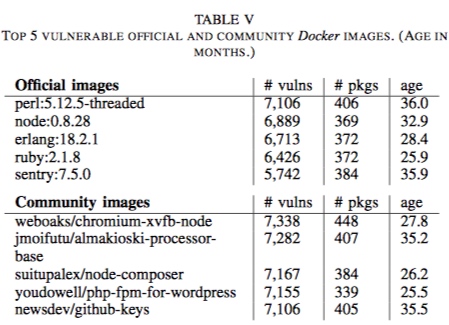 TABLE V
TOP 5 VULNERABLE OFFICIAL AND COMMUNITY Docker IMAGES. (AGE IN
MONTHS.)
Official images # vulns # pkgs age
perl:5.12.5-threaded 7,106 406 36.0
node:0.8.28 6,889 369 32.9
erlang:18.2.1 6,713 372 28.4
ruby:2.1.8 6,426 372 25.9
sentry:7.5.0 5,742 384 35.9
Community images # vulns # pkgs age
weboaks/chromium-xvfb-node 7,338 448 27.8
jmoifutu/almakioski-processor- 7,282 407 35.2
base
suitupalex/node-composer 7,167 384 26.2
youdowell/php-fpm-for-wordpress 7,155 339 25.5
newsdev/github-keys 7,106 405 35.5